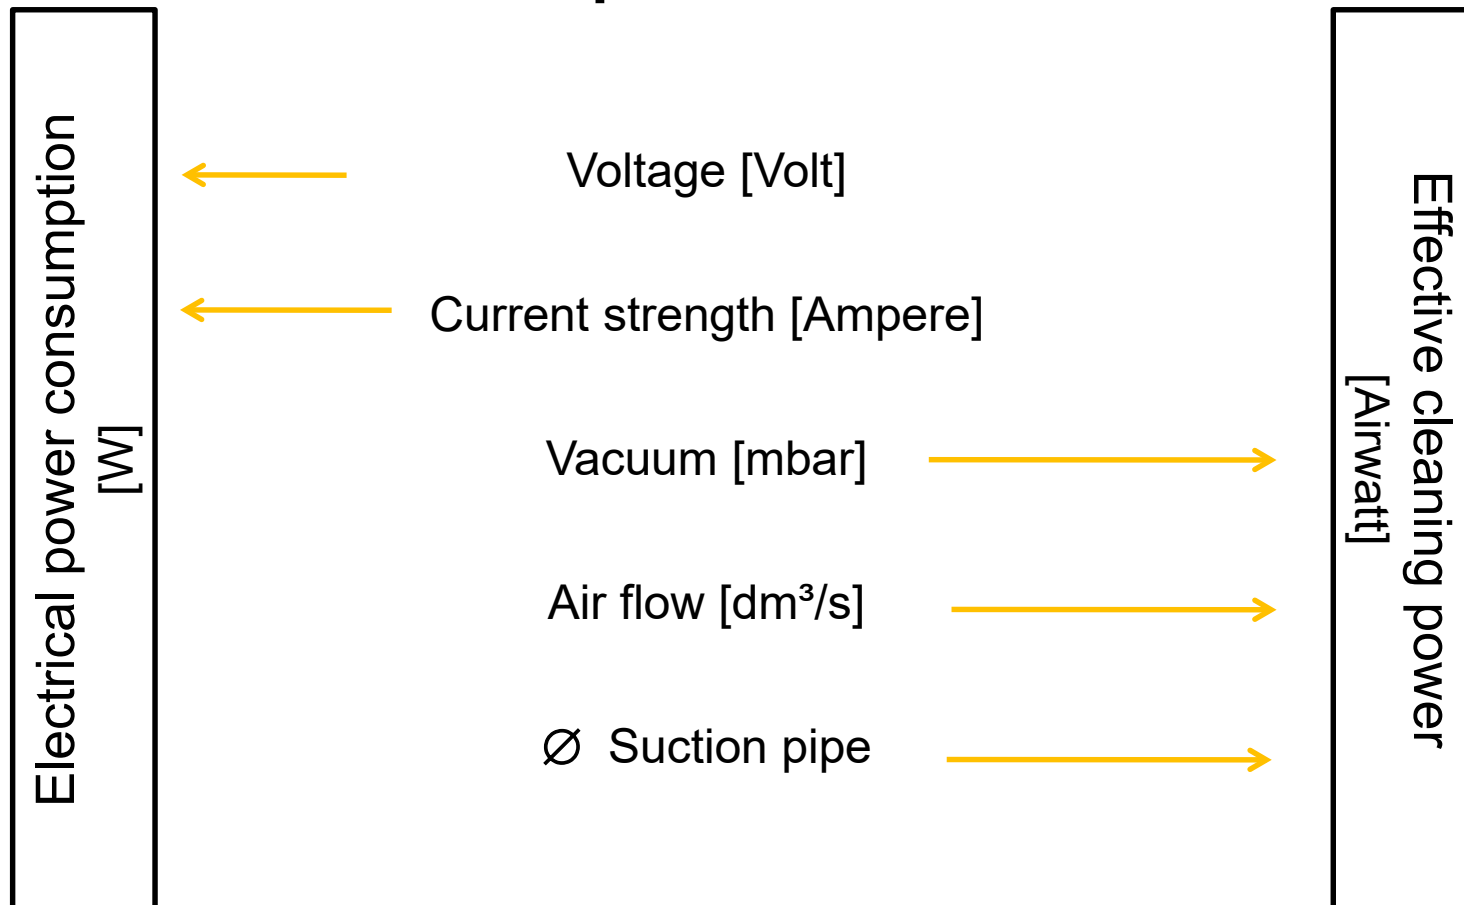 Electrical power consumption
[W]
Voltage [Volt]
Current strength [Ampere]
Vacuum [mbar]
Air flow [dm³/s]
∅ Suction pipe
Effective cleaning power
[Airwatt]